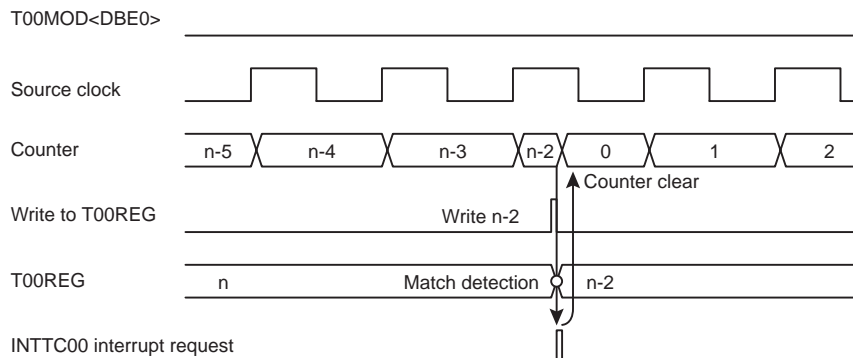 T00MOD<DBE0>
Source clock
Counter n-5 n-4 n-3 n-2 0 1 2
Counter clear
Write to T00REG Write n-2
T00REG n Match detection n-2
INTTC00 interrupt request